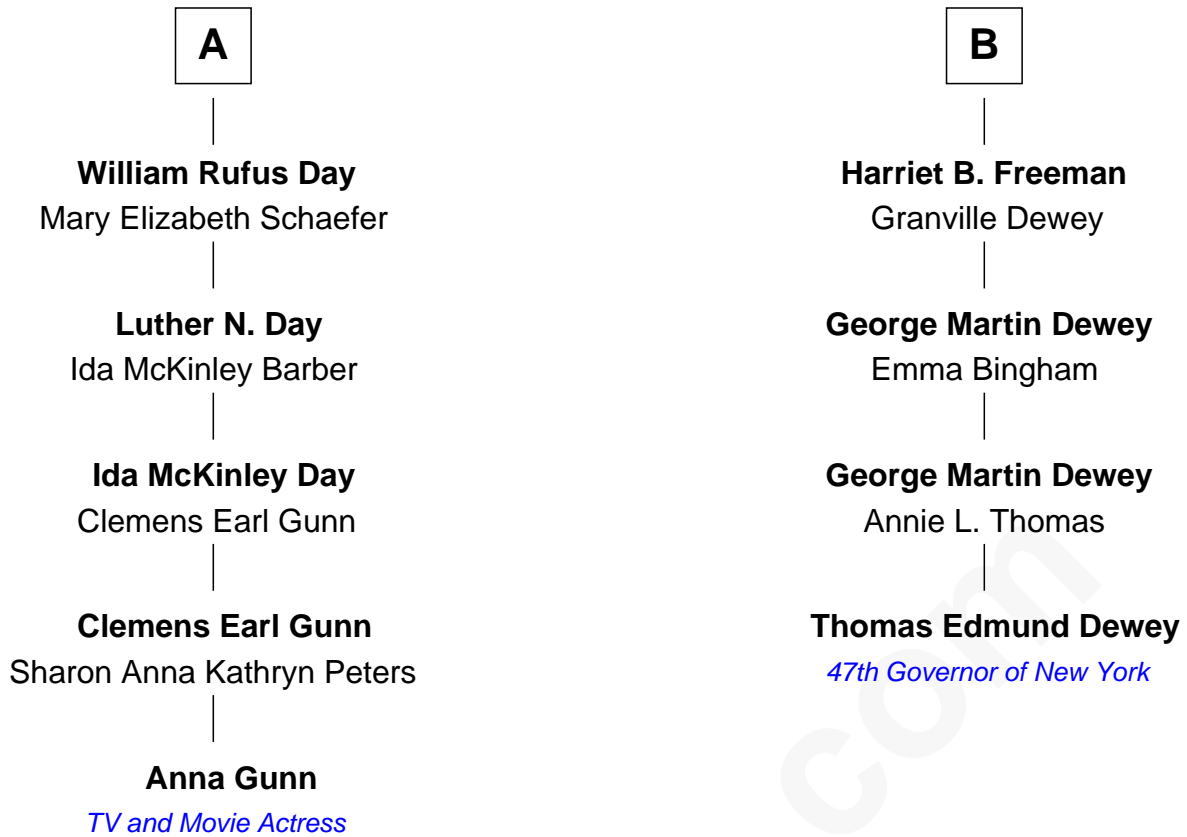 A
William Rufus Day
Mary Elizabeth Schaefer
Luther N. Day
Ida McKinley Barber
Ida McKinley Day
Clemens Earl Gunn
Clemens Earl Gunn
Sharon Anna Kathryn Peters
Anna Gunn
TV and Movie Actress
B
Harriet B. Freeman
Granville Dewey
George Martin Dewey
Emma Bingham
George Martin Dewey
Annie L. Thomas
Thomas Edmund Dewey
47th Governor of New York
com